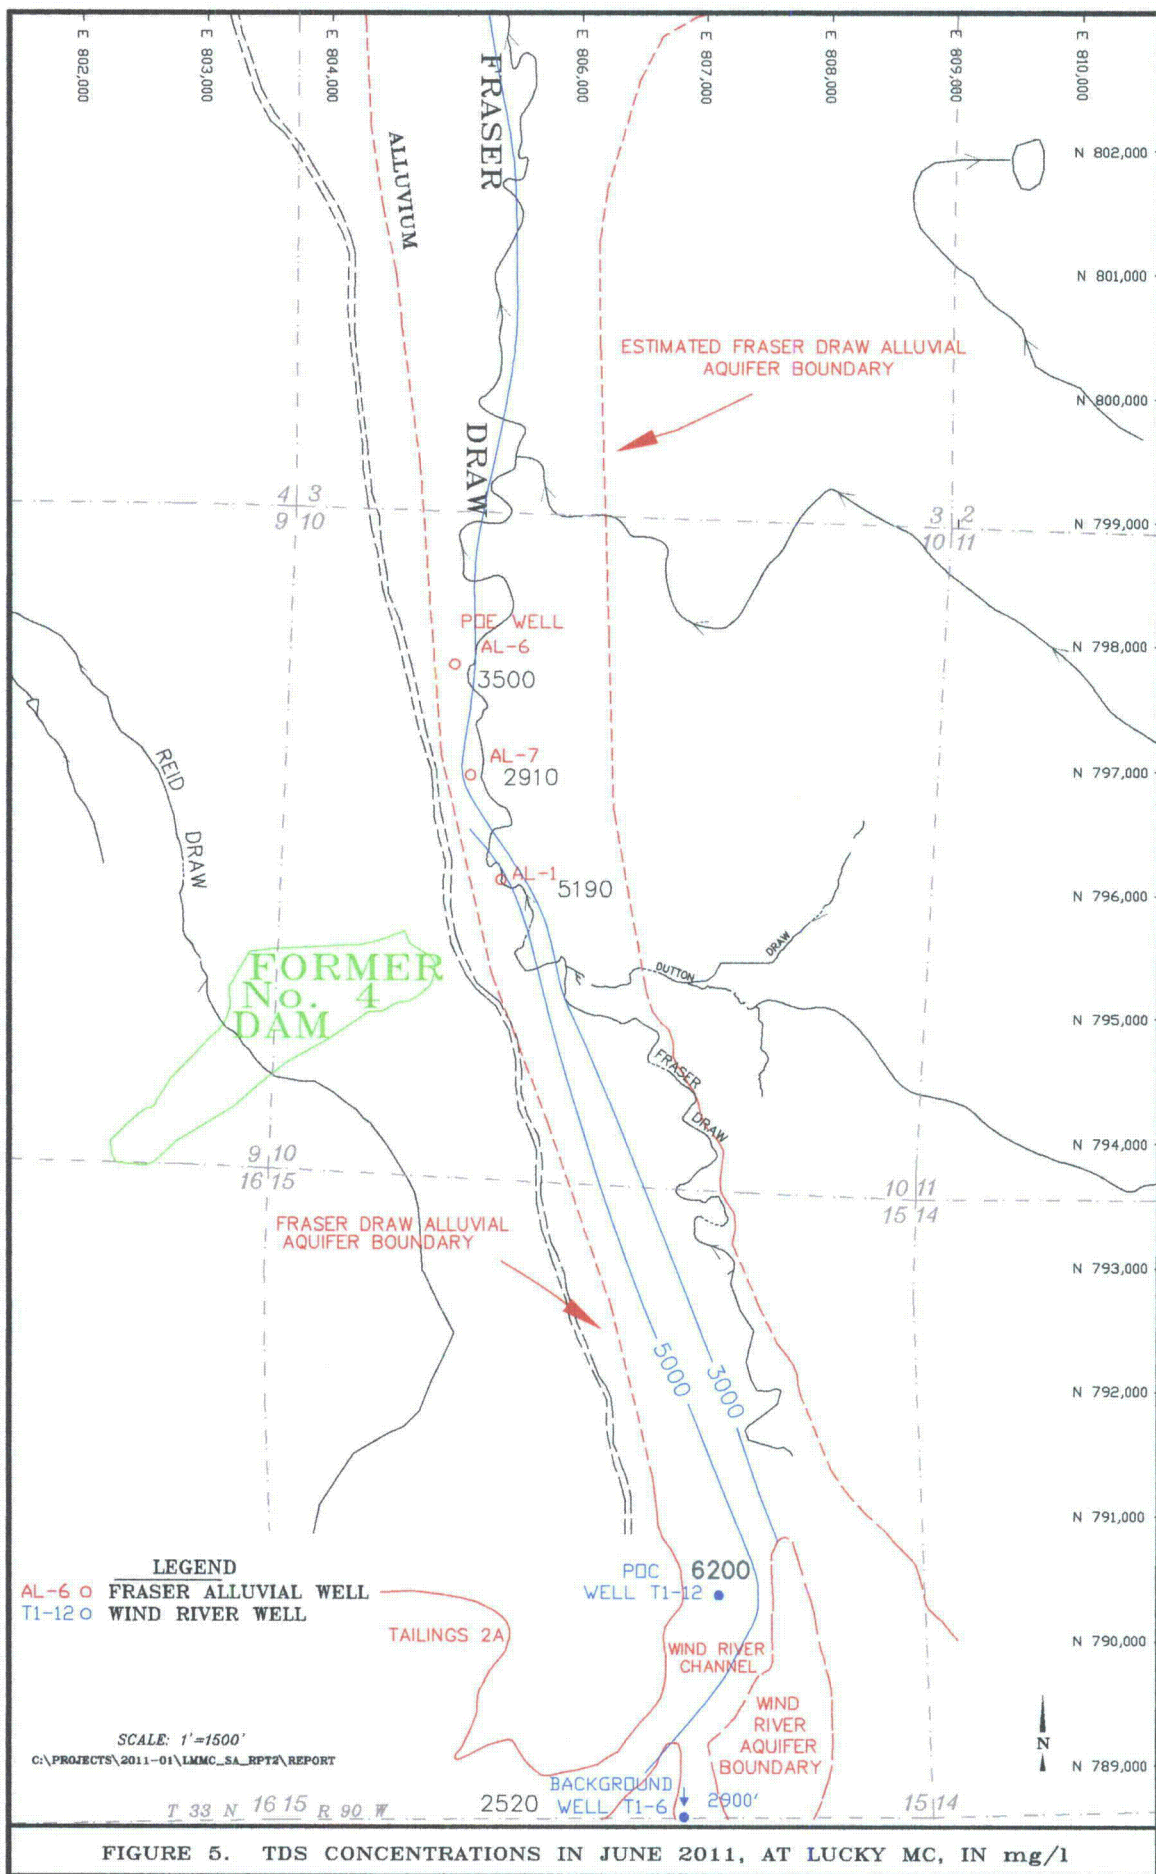 E 802,000
E 803,000
E 804,000
E 806,000
E 807,000
E 808,000
E 809,000
E 810,000
FRASER
ALLUVIUM
N 802,000
N 801,000
ESTIMATED FRASER DRAW ALLUVIAL
AQUIFER BOUNDARY
N 800,000
DRAW
4 3
9 10
3 2
10 11
N 799,000
POE WELL
AL-6
3500
N 798,000
AL-7
2910
N 797,000
REID
DRAW
AL-1
5190
N 796,000
DRAW
DUTTON
FORMER
No. 4
DAM
N 795,000
FRASER
DRAW
N 794,000
9 10
16 15
10 11
15 14
FRASER DRAW ALLUVIAL
AQUIFER BOUNDARY
N 793,000
5000
3000
N 792,000
N 791,000
LEGEND
AL-6 FRASER ALLUVIAL WELL
T1-12 WIND RIVER WELL
POC 6200
WELL T1-12
TAILINGS 2A
N 790,000
WIND RIVER
CHANNEL
WIND
RIVER
AQUIFER
BOUNDARY
SCALE: 1'=1500'
C:\PROJECTS\2011-01\LMMC_SA_RPT2\REPORT
N
N 789,000
BACKGROUND
WELL T1-6
2900'
2520
T 33 N 16 15 R 90 W
15 14
FIGURE 5. TDS CONCENTRATIONS IN JUNE 2011, AT LUCKY MC, IN mg/l